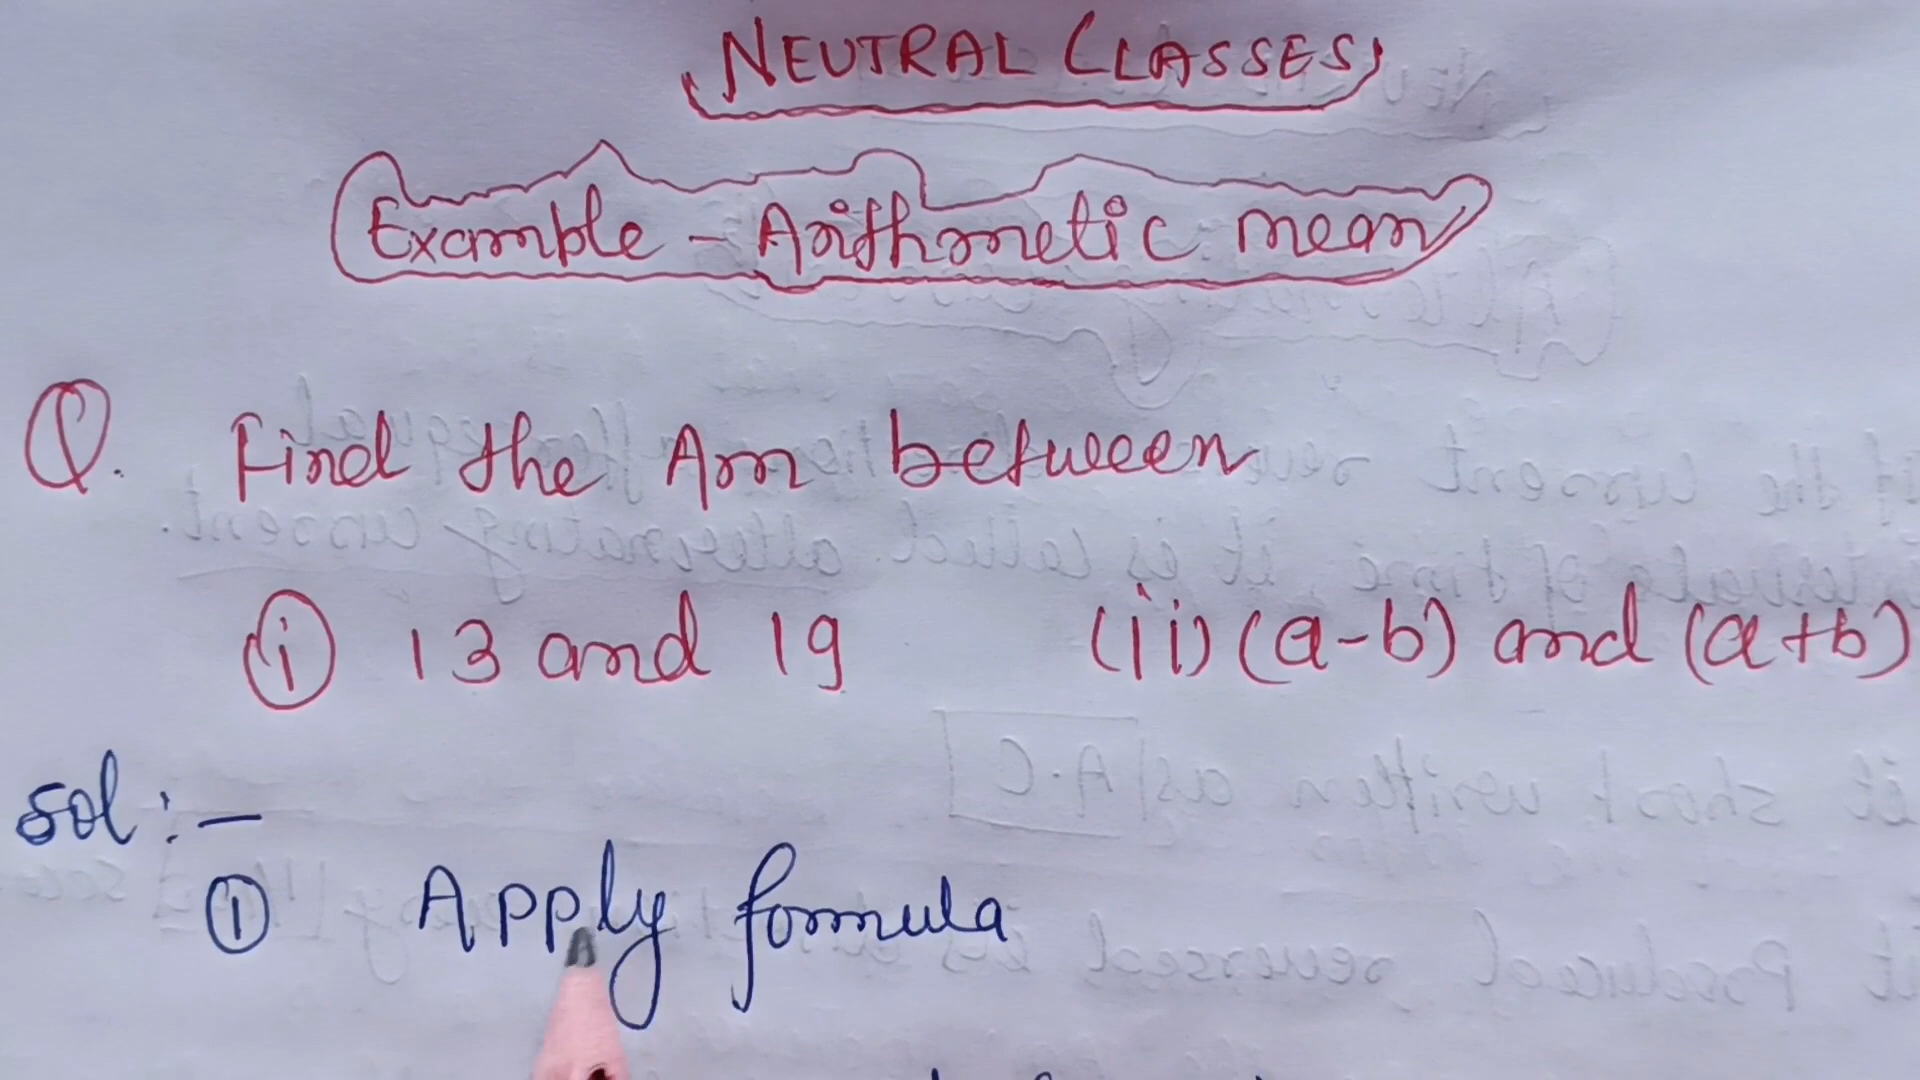 NEUTRAL CLASSES
Example - Arithmetic mean
Q. Find the Am between
(i) 13 and 19 (ii) (a-b) and (a+b)
sol:-
(1) Apply formula